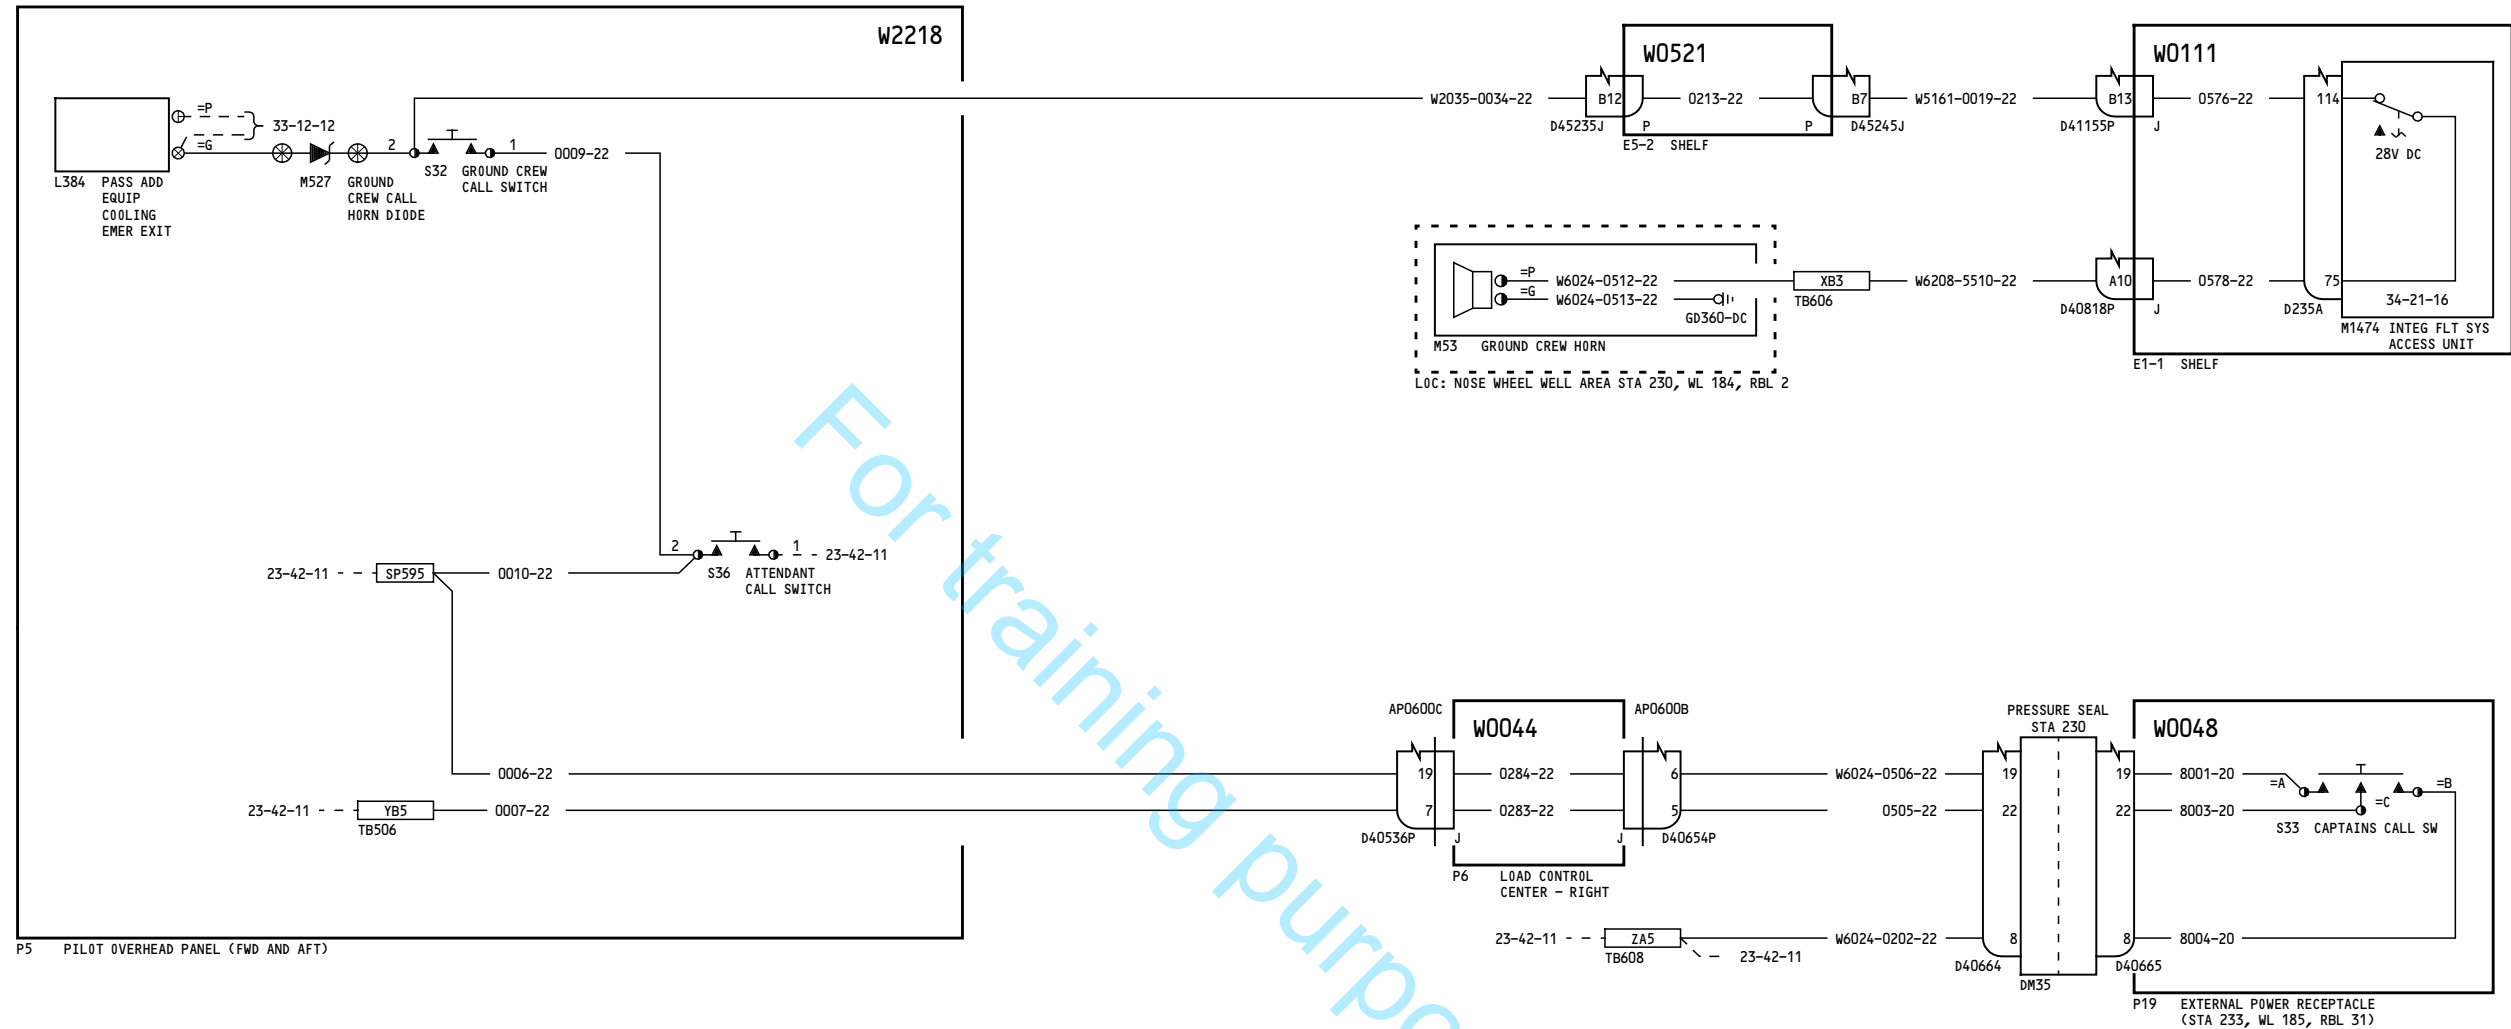 W2218
=P
33-12-12
=G
2
1
0009-22
S32 GROUND CREW
CALL SWITCH
L384 PASS ADD
EQUIP
COOLING
EMER EXIT
M527 GROUND
CREW CALL
HORN DIODE
2
1
23-42-11
S36 ATTENDANT
CALL SWITCH
23-42-11
SP595
0010-22
0006-22
23-42-11
YB5
0007-22
TB506
P5 PILOT OVERHEAD PANEL (FWD AND AFT)
W2035-0034-22
B12
D45235J
W0521
0213-22
P
P
B7
D45245J
E5-2 SHELF
W5161-0019-22
B13
D41155P
J
W0111
0576-22
114
28V DC
=P
W6024-0512-22
=G
W6024-0513-22
GD360-DC
XB3
TB606
W6208-5510-22
A10
D40818P
J
0578-22
75
D235A
34-21-16
M1474 INTEG FLT SYS
ACCESS UNIT
E1-1 SHELF
M53 GROUND CREW HORN
LOC: NOSE WHEEL WELL AREA STA 230, WL 184, RBL 2
AP0600C
W0044
AP0600B
19
0284-22
6
W6024-0506-22
7
0283-22
5
0505-22
D40536P
J
J
D40654P
P6 LOAD CONTROL
CENTER - RIGHT
PRESSURE SEAL
STA 230
W0048
19
19
8001-20
=A
=B
22
22
8003-20
=C
S33 CAPTAINS CALL SW
23-42-11
ZA5
TB608
23-42-11
W6024-0202-22
8
8
8004-20
D40664
D40665
DM35
P19 EXTERNAL POWER RECEPTACLE
(STA 233, WL 185, RBL 31)
For training purpo